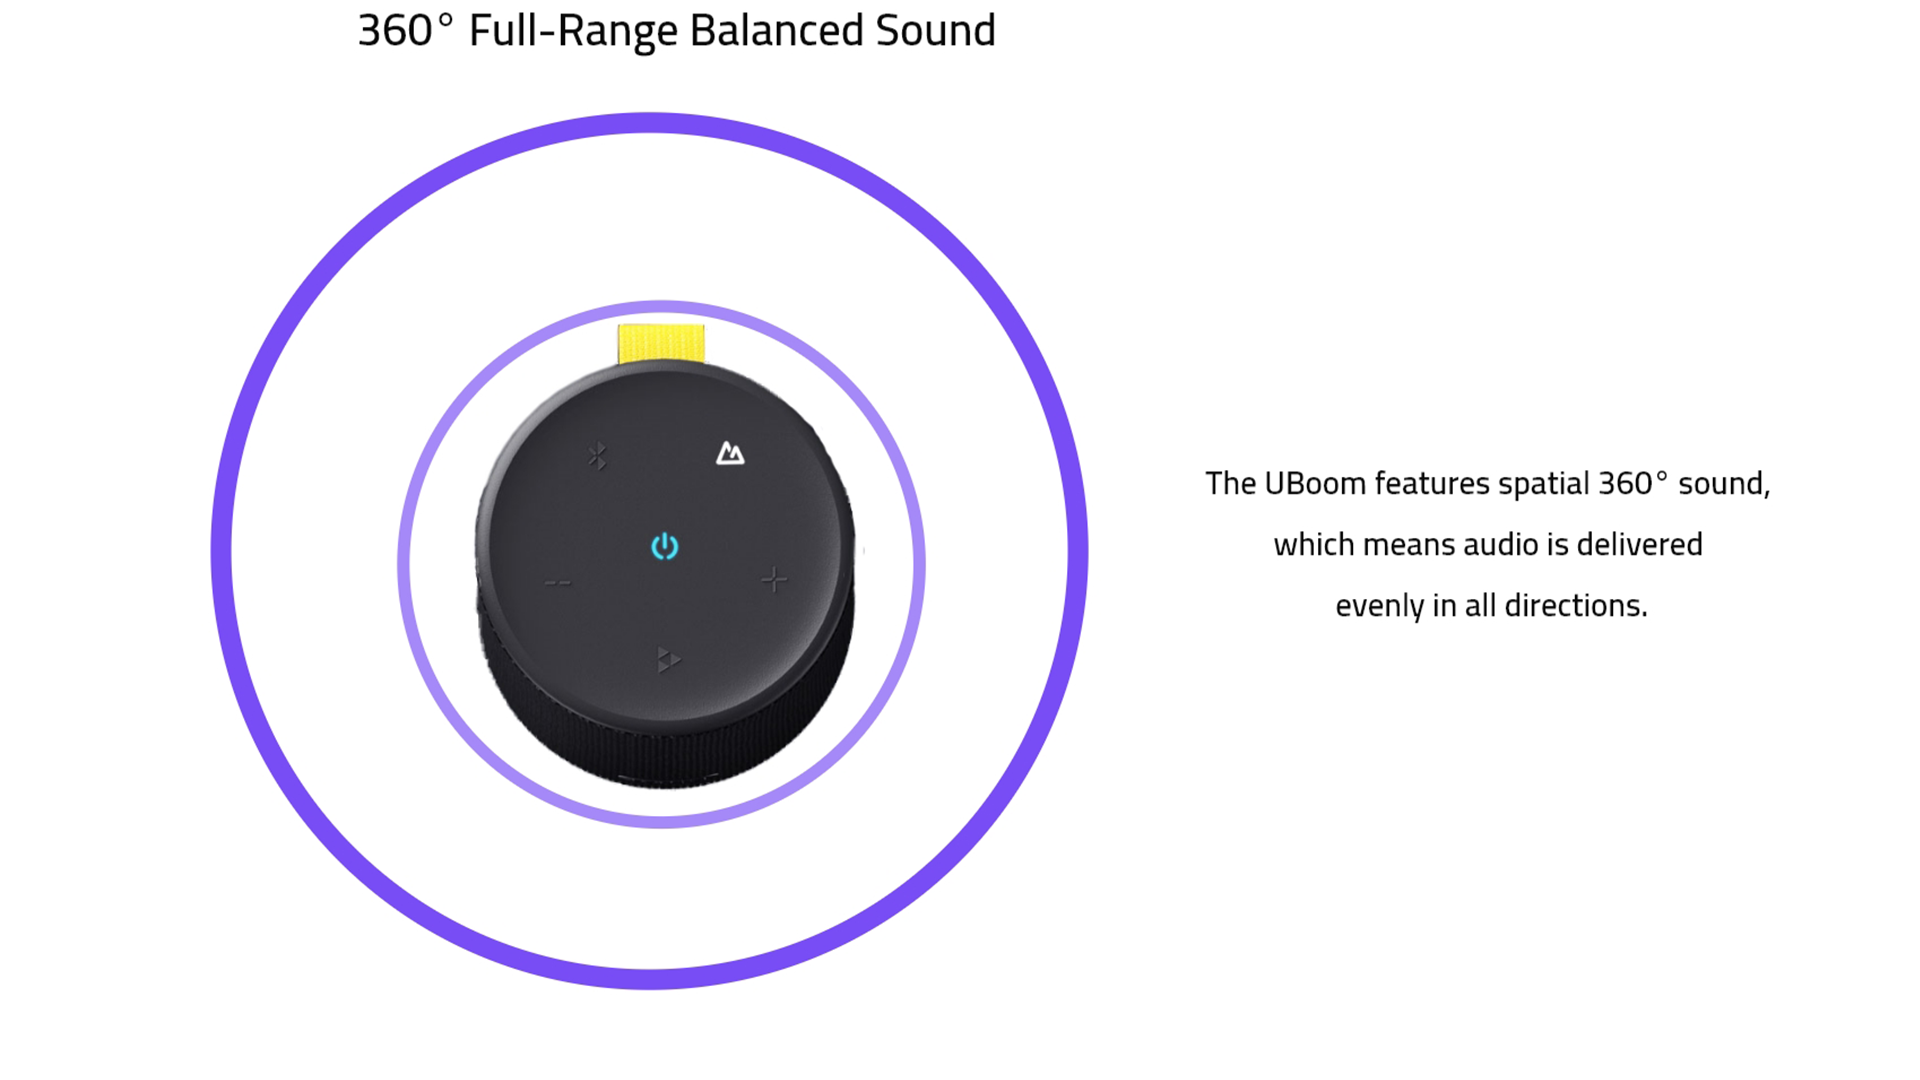 360° Full-Range Balanced Sound
The UBoom features spatial 360° sound,
which means audio is delivered
evenly in all directions.